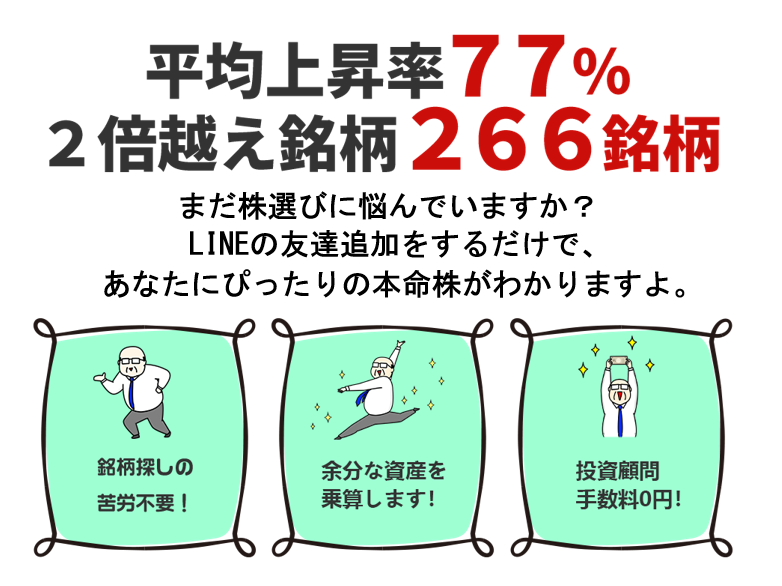 平均上昇率77%
２倍越え銘柄266銘柄
まだ株選びに悩んでいますか？
LINEの友達追加をするだけで、
あなたにぴったりの本命株がわかりますよ。
銘柄探しの
苦労不要！
余分な資産を
乗算します!
投資顧問
手数料0円!